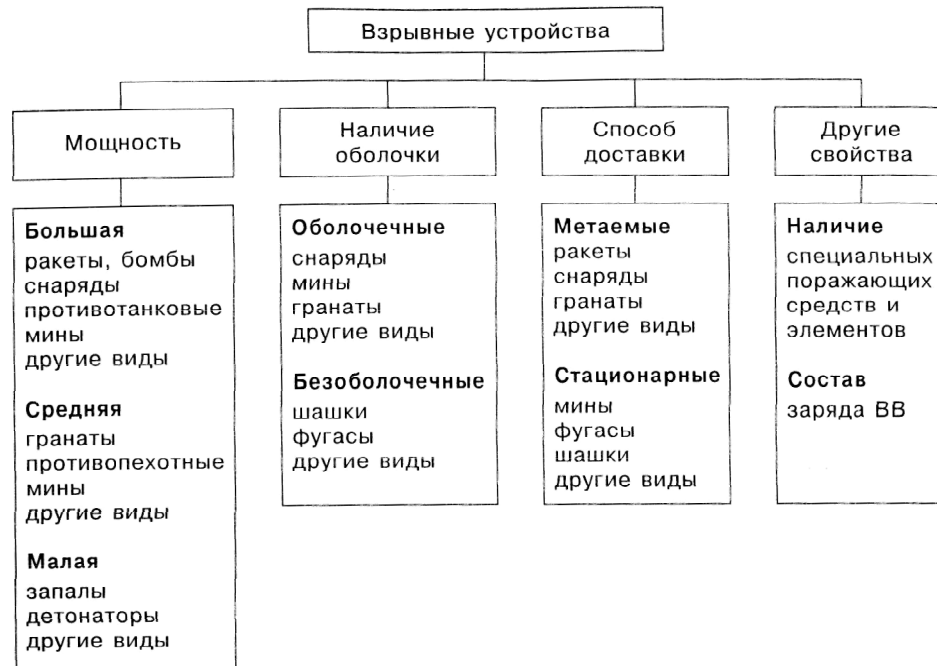 Взрывные устройства
Мощность
Наличие
оболочки
Способ
доставки
Другие
свойства
Большая
ракеты, бомбы
снаряды
противотанковые
мины
другие виды
Средняя
гранаты
противопехотные
мины
другие виды
Малая
запалы
детонаторы
другие виды
Оболочечные
снаряды
мины
гранаты
другие виды
Безоболочечные
шашки
фугасы
другие виды
Метаемые
ракеты
снаряды
гранаты
другие виды
Стационарные
мины
фугасы
шашки
другие виды
Наличие
специальных
поражающих
средств и
элементов
Состав
заряда ВВ